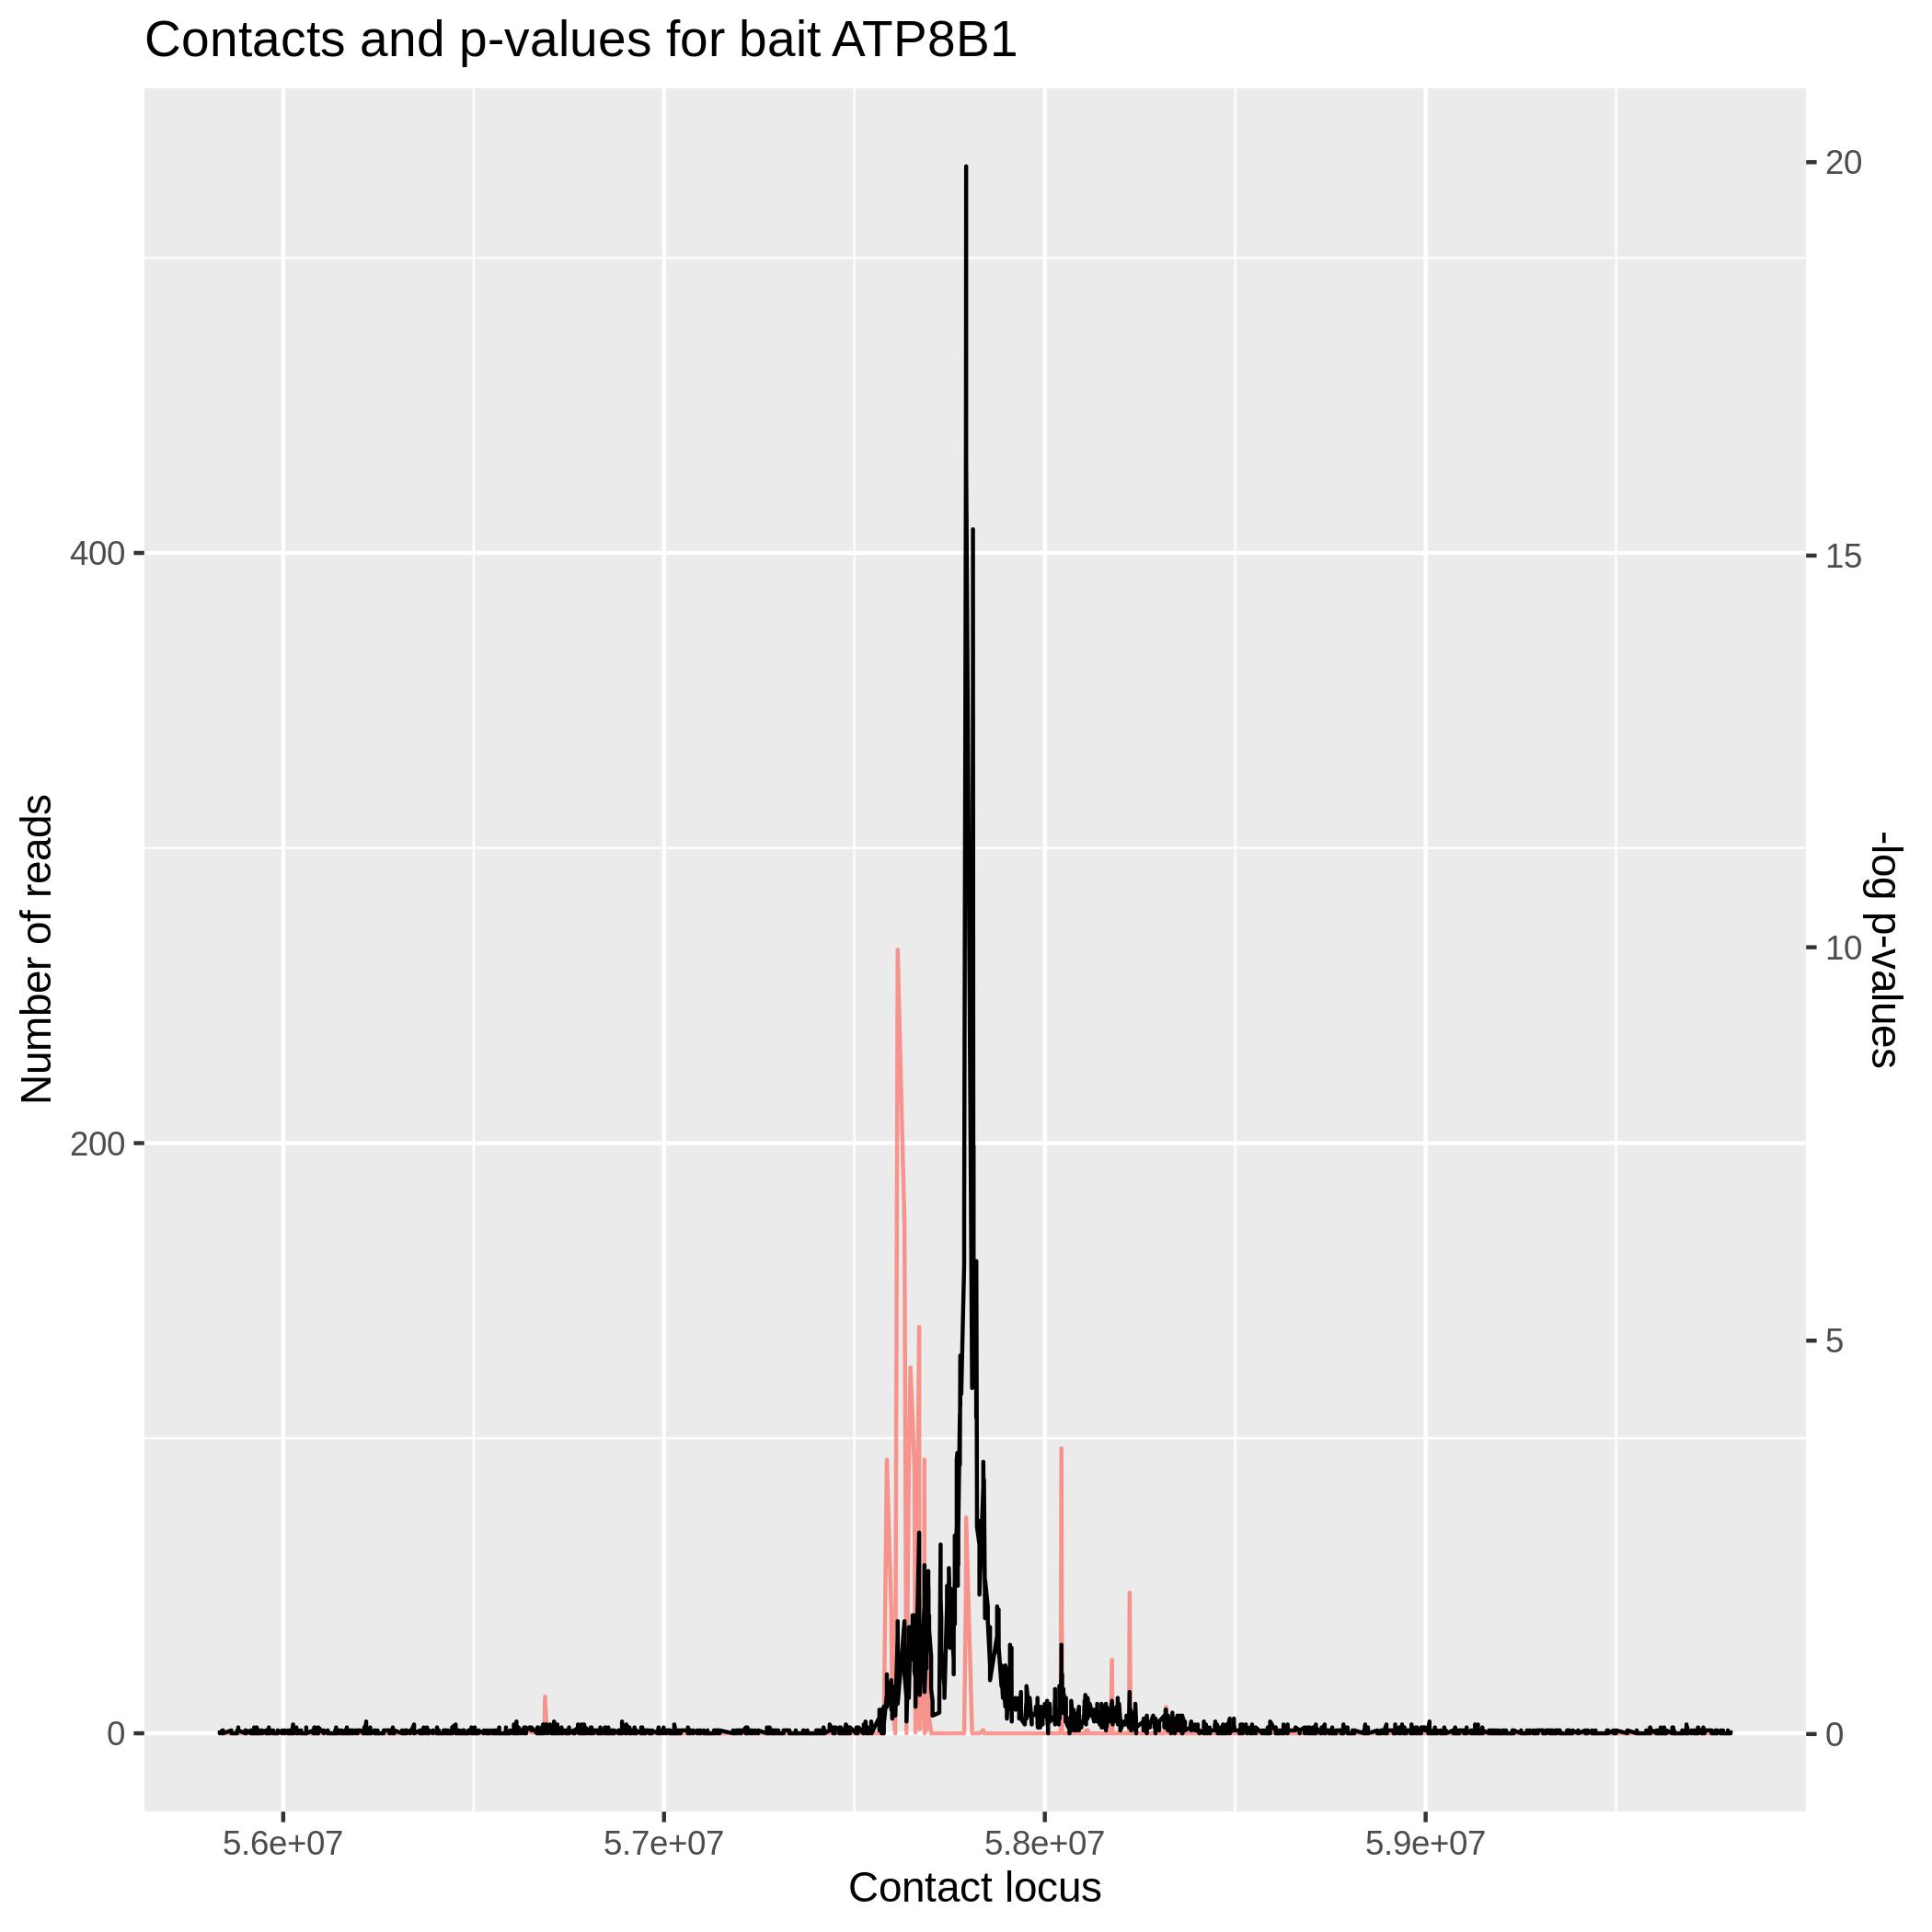 Contacts and p-values for bait ATP8B1
20
400
15
Number of reads
10
-log p-values
200
5
0
0
5.6e+07
5.7e+07
5.8e+07
5.9e+07
Contact locus